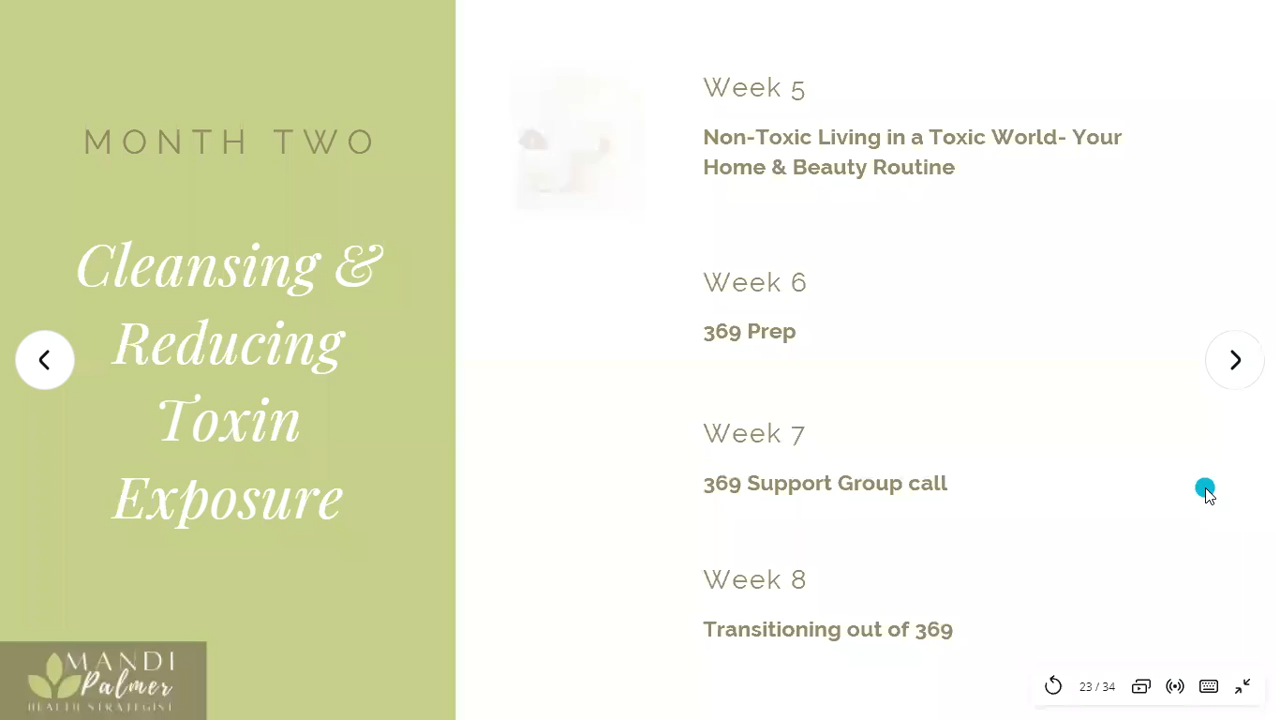 MONTH TWO
Cleansing &
Reducing
Toxin
Exposure
MANDI
Palmer
HEALTH STRATEGIST
Week 5
Non-Toxic Living in a Toxic World- Your
Home & Beauty Routine
Week 6
369 Prep
Week 7
369 Support Group call
Week 8
Transitioning out of 369
23 / 34